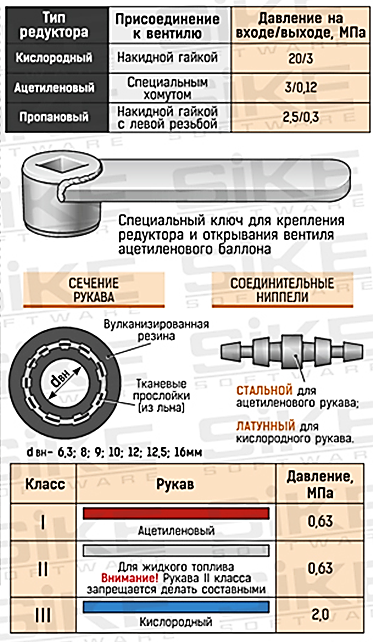 Тип редуктора
Присоединение к вентилю
Давление на входе/выходе, МПа
Кислородный
Накидной гайкой
20/3
Ацетиленовый
Специальным хомутом
3/0,12
Пропановый
Накидной гайкой с левой резьбой
2,5/0,3
Специальный ключ для крепления
редуктора и открывания вентиля
ацетиленового баллона
СЕЧЕНИЕ
РУКАВА
Вулканизированная
резина
dвн
Тканевые
прослойки
(из льна)
d вн– 6,3; 8; 9; 10; 12; 12,5; 16мм
СОЕДИНИТЕЛЬНЫЕ
НИППЕЛИ
СТАЛЬНОЙ для
ацетиленового рукава;
ЛАТУННЫЙ для
кислородного рукава.
Класс
Рукав
Давление,
МПа
I
Ацетиленовый
0,63
II
Для жидкого топлива
Внимание! Рукава II класса
запрещается делать составными
0,63
III
Кислородный
2,0
SIKE
SOFTWARE